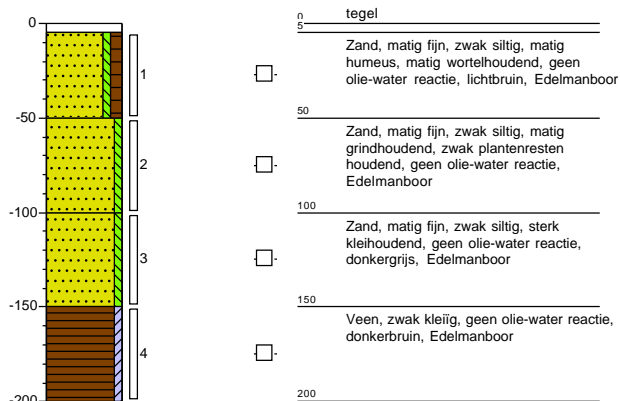 0
0
tegel
5
Zand, matig fijn, zwak siltig, matig
humeus, matig wortelhoudend, geen
olie-water reactie, lichtbruin, Edelmanboor
1
-50
50
Zand, matig fijn, zwak siltig, matig
grindhoudend, zwak plantenresten
houdend, geen olie-water reactie,
Edelmanboor
2
-100
100
Zand, matig fijn, zwak siltig, sterk
kleihoudend, geen olie-water reactie,
donkergrijs, Edelmanboor
3
-150
150
Veen, zwak kleiïg, geen olie-water reactie,
donkerbruin, Edelmanboor
4
-200
200